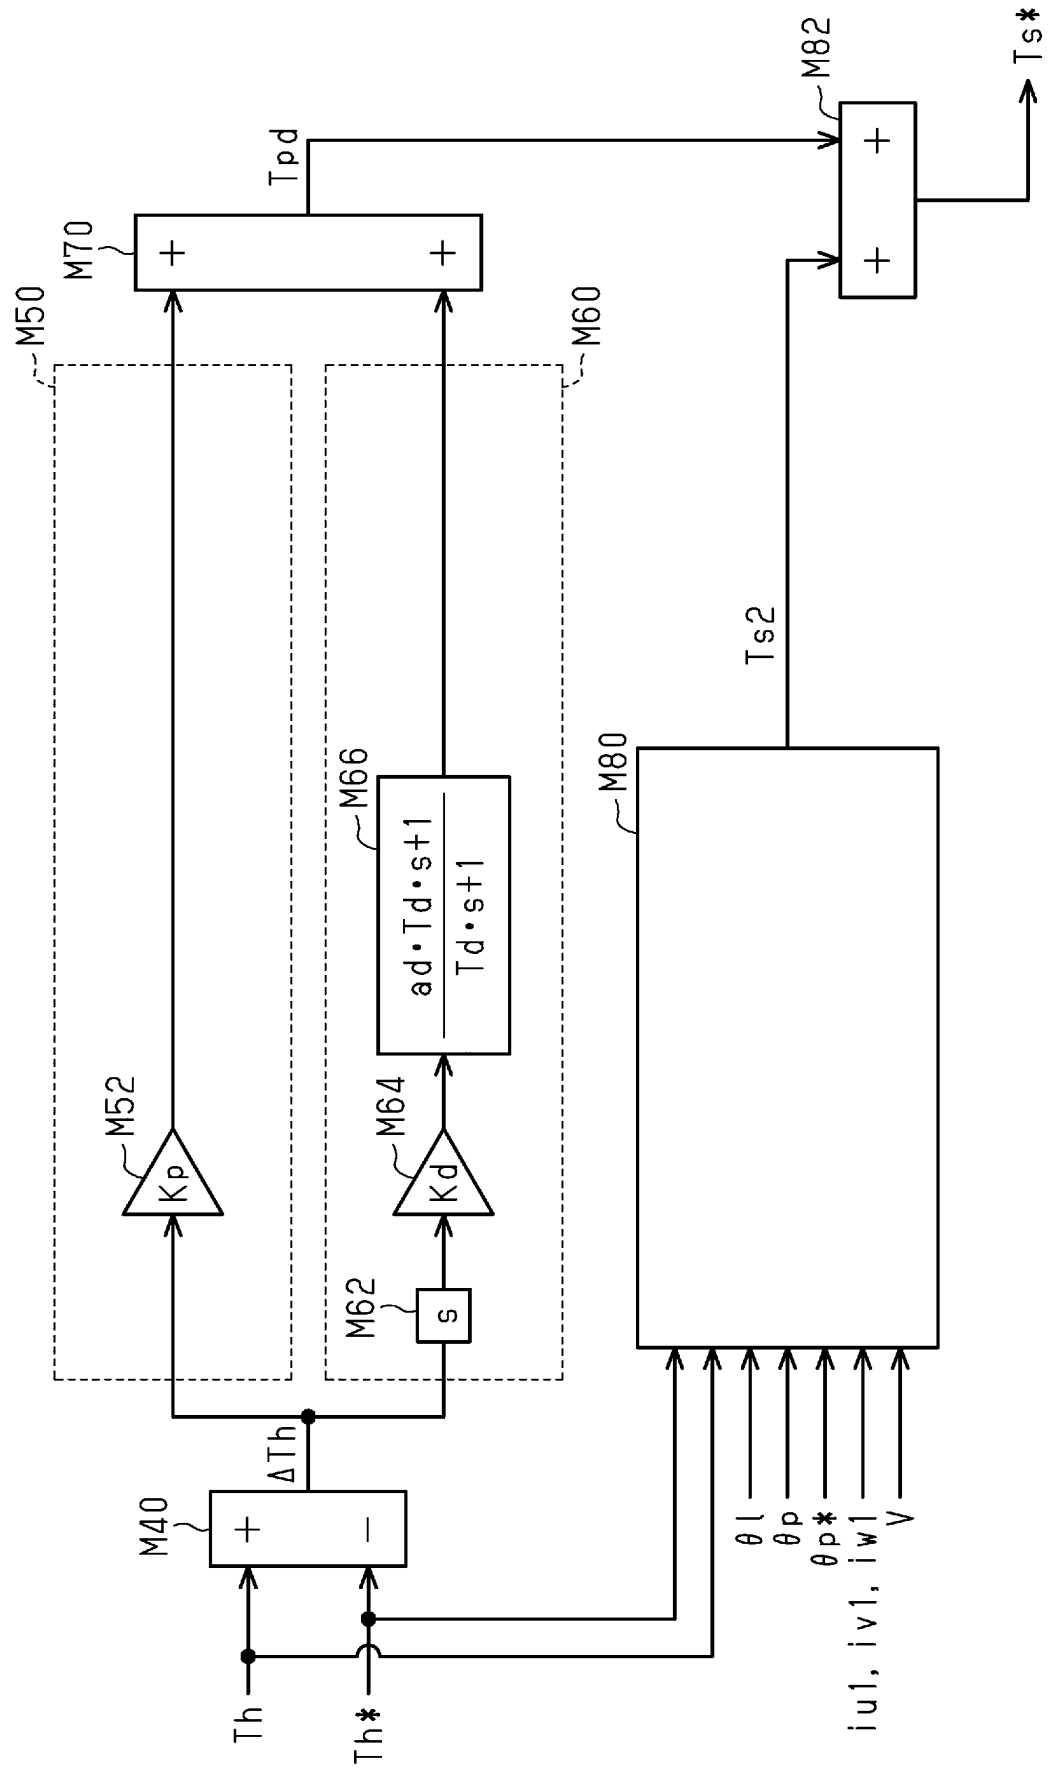 M50
M52
Kp
M70
+
+
Tpd
M40
+
−
ΔTh
Th
Th*
M60
M62
s
M64
Kd
M66
ad·Td·s+1
Td·s+1
M80
θl
θp
θp*
iu1, iv1, iw1
V
Ts2
M82
+
+
Ts*